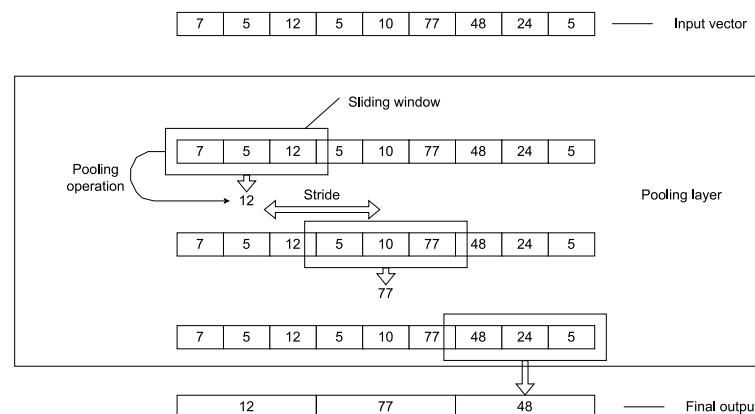 7 5 12 5 10 77 48 24 5 Input vector
Sliding window
7 5 12 5 10 77 48 24 5
Pooling
operation
Pooling layer
12
Stride
7 5 12 5 10 77 48 24 5
77
7 5 12 5 10 77 48 24 5
12 77 48 Final output